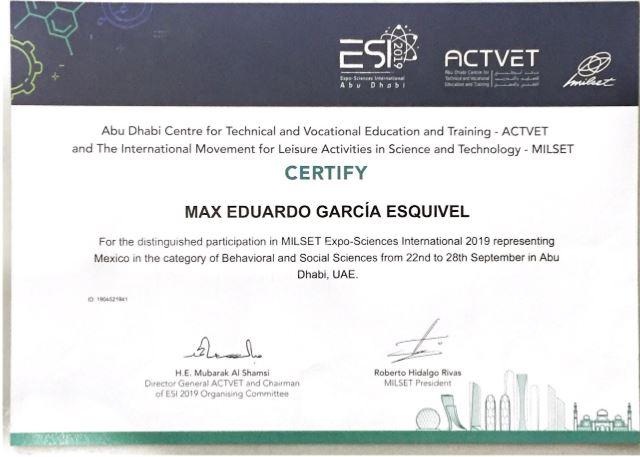 ESI 2019
Expo-Sciences International
Abu Dhabi
ACTVET
Abu Dhabi Centre for
Technical and Vocational
Education and Training
milset
Abu Dhabi Centre for Technical and Vocational Education and Training - ACTVET
and The International Movement for Leisure Activities in Science and Technology - MILSET
CERTIFY
MAX EDUARDO GARCÍA ESQUIVEL
For the distinguished participation in MILSET Expo-Sciences International 2019 representing
Mexico in the category of Behavioral and Social Sciences from 22nd to 28th September in Abu
Dhabi, UAE.
ID: 1904521941
H.E. Mubarak Al Shamsi
Director General ACTVET and Chairman
of ESI 2019 Organising Committee
Roberto Hidalgo Rivas
MILSET President